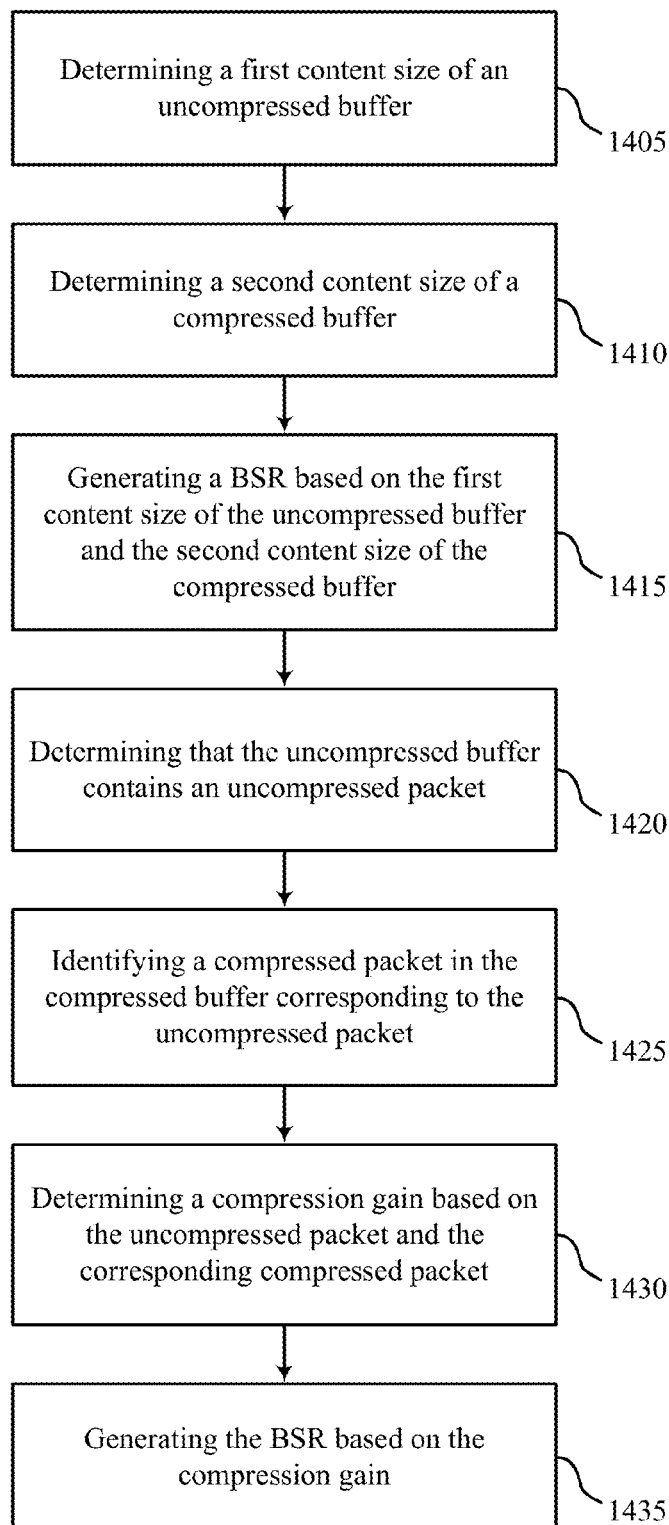 Determining a first content size of an
uncompressed buffer
1405
Determining a second content size of a
compressed buffer
1410
Generating a BSR based on the first
content size of the uncompressed buffer
and the second content size of the
compressed buffer
1415
Determining that the uncompressed buffer
contains an uncompressed packet
1420
Identifying a compressed packet in the
compressed buffer corresponding to the
uncompressed packet
1425
Determining a compression gain based on
the uncompressed packet and the
corresponding compressed packet
1430
Generating the BSR based on the
compression gain
1435